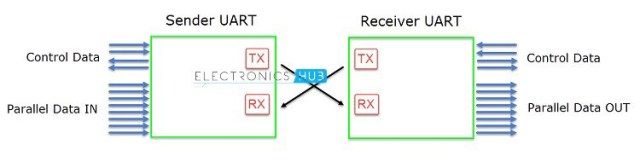 Sender UART
Receiver UART
Control Data
TX
TX
Control Data
ELECTRONICS HUB
Parallel Data IN
RX
RX
Parallel Data OUT